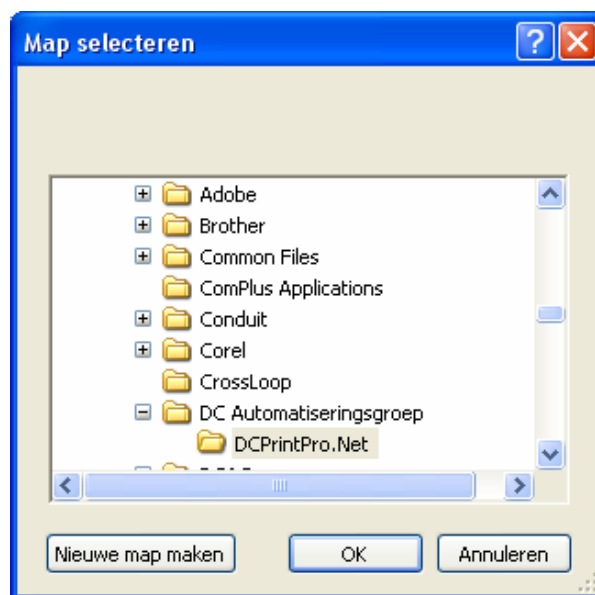 Map selecteren
Adobe
Brother
Common Files
ComPlus Applications
Conduit
Corel
CrossLoop
DC Automatiseringsgroep
DCPrintPro.Net
Nieuwe map maken
OK
Annuleren